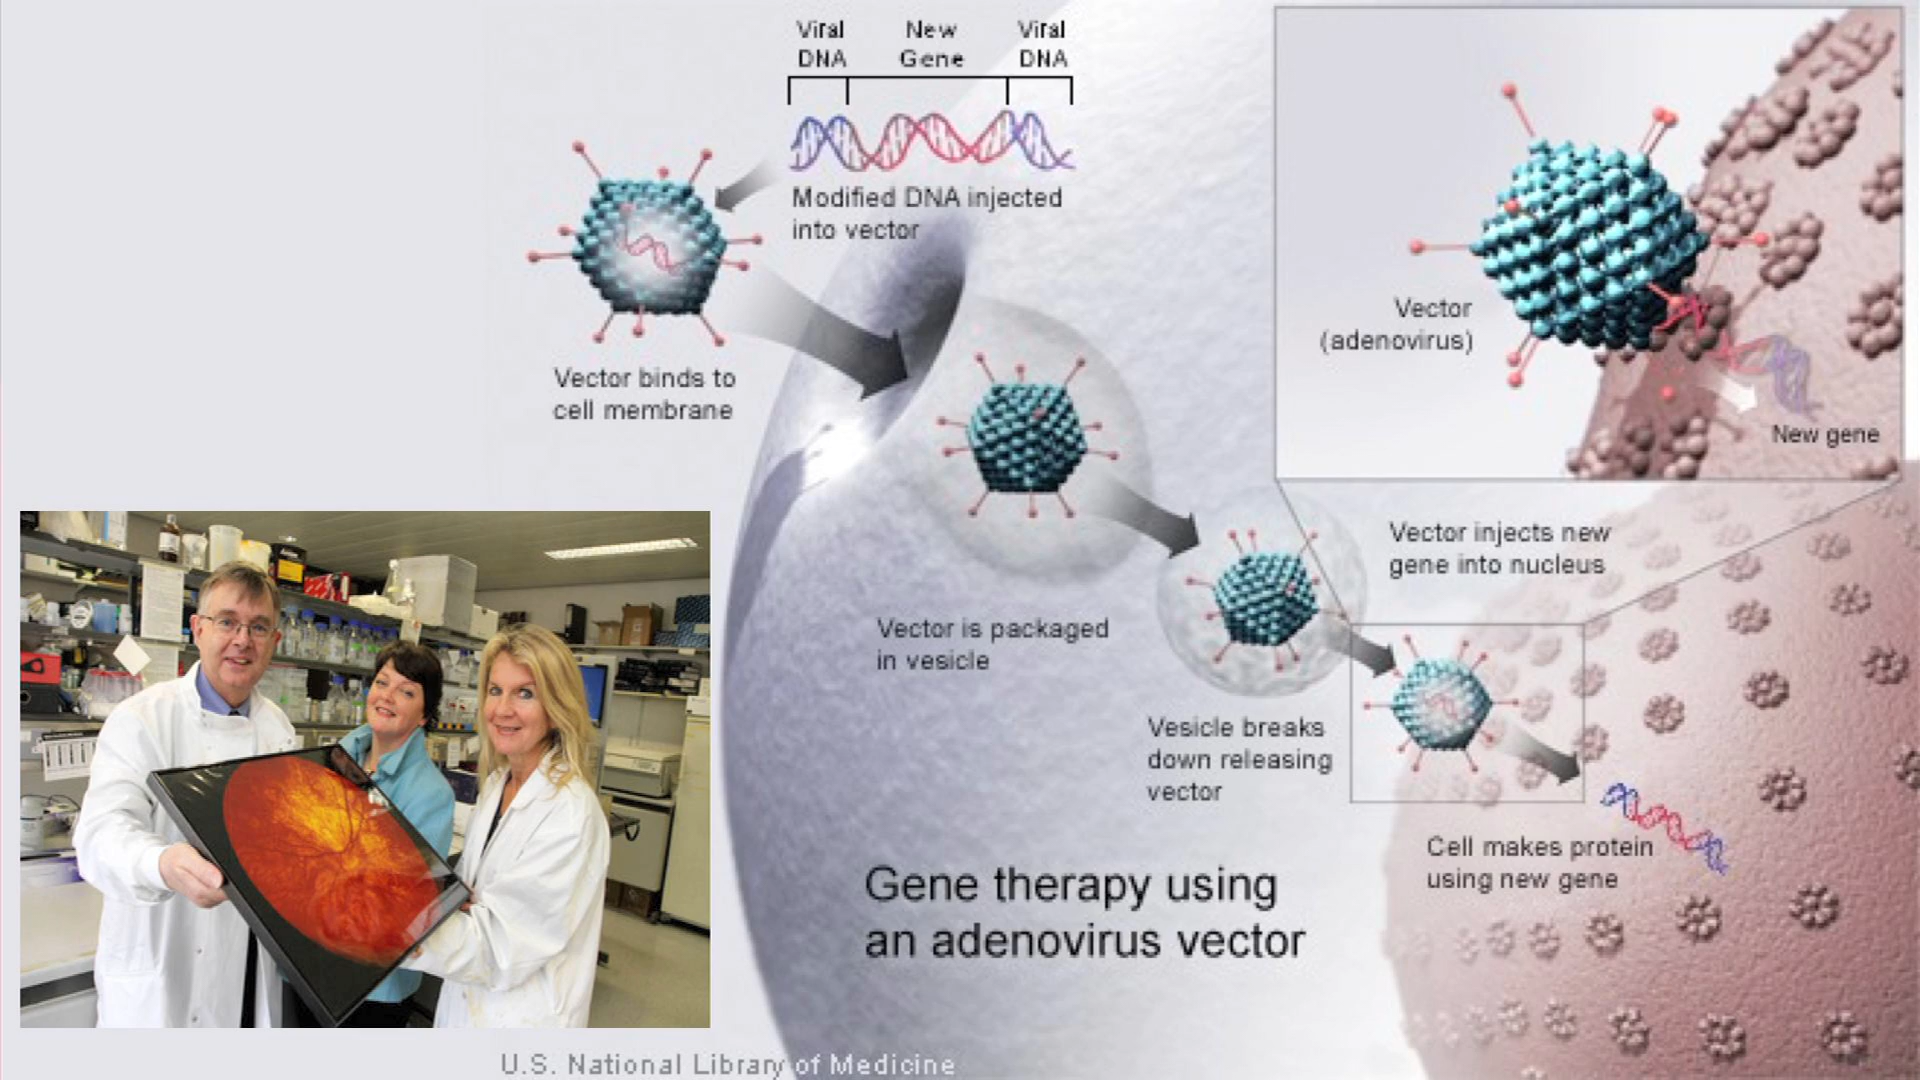 Viral
DNA
New
Gene
Viral
DNA
Modified DNA injected
into vector
Vector binds to
cell membrane
Vector
(adenovirus)
New gene
Vector injects new
gene into nucleus
Vector is packaged
in vesicle
Vesicle breaks
down releasing
vector
Cell makes protein
using new gene
Gene therapy using
an adenovirus vector
U.S. National Library of Medicine